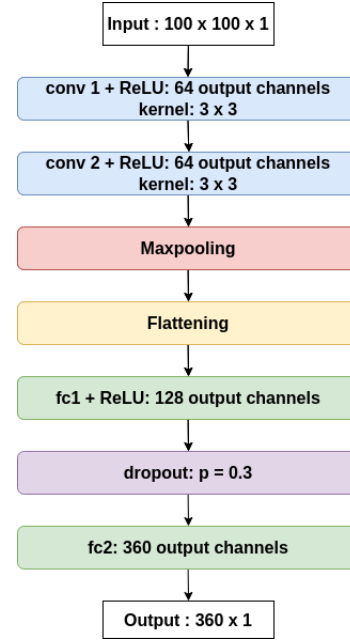 Input : 100 x 100 x 1
conv 1 + ReLU: 64 output channels
kernel: 3 x 3
conv 2 + ReLU: 64 output channels
kernel: 3 x 3
Maxpooling
Flattening
fc1 + ReLU: 128 output channels
dropout: p = 0.3
fc2: 360 output channels
Output : 360 x 1